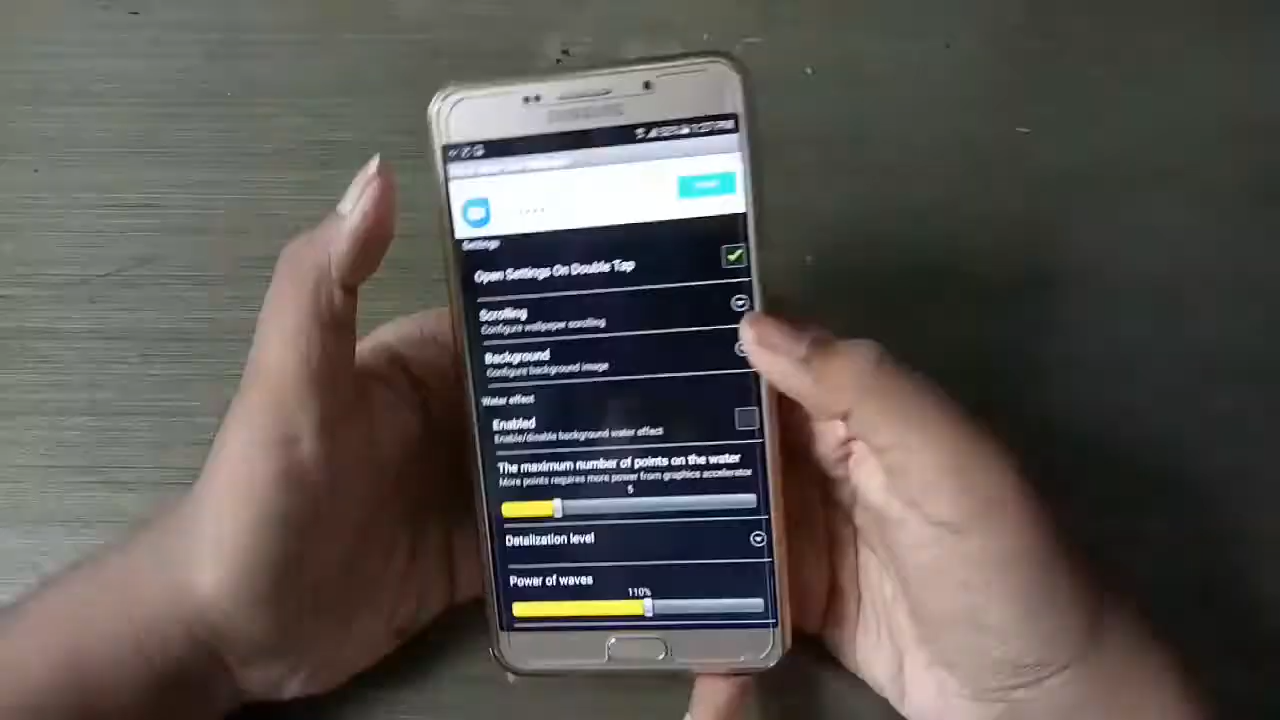 SAMSUNG
Settings
Open Settings On Double Tap
Scrolling
Configure wallpaper scrolling
Background
Configure background image
Water effect
Enabled
Enable/disable background water effect
The maximum number of points on the water
More points requires more power from graphics accelerator
5
Detalization level
Power of waves
110%